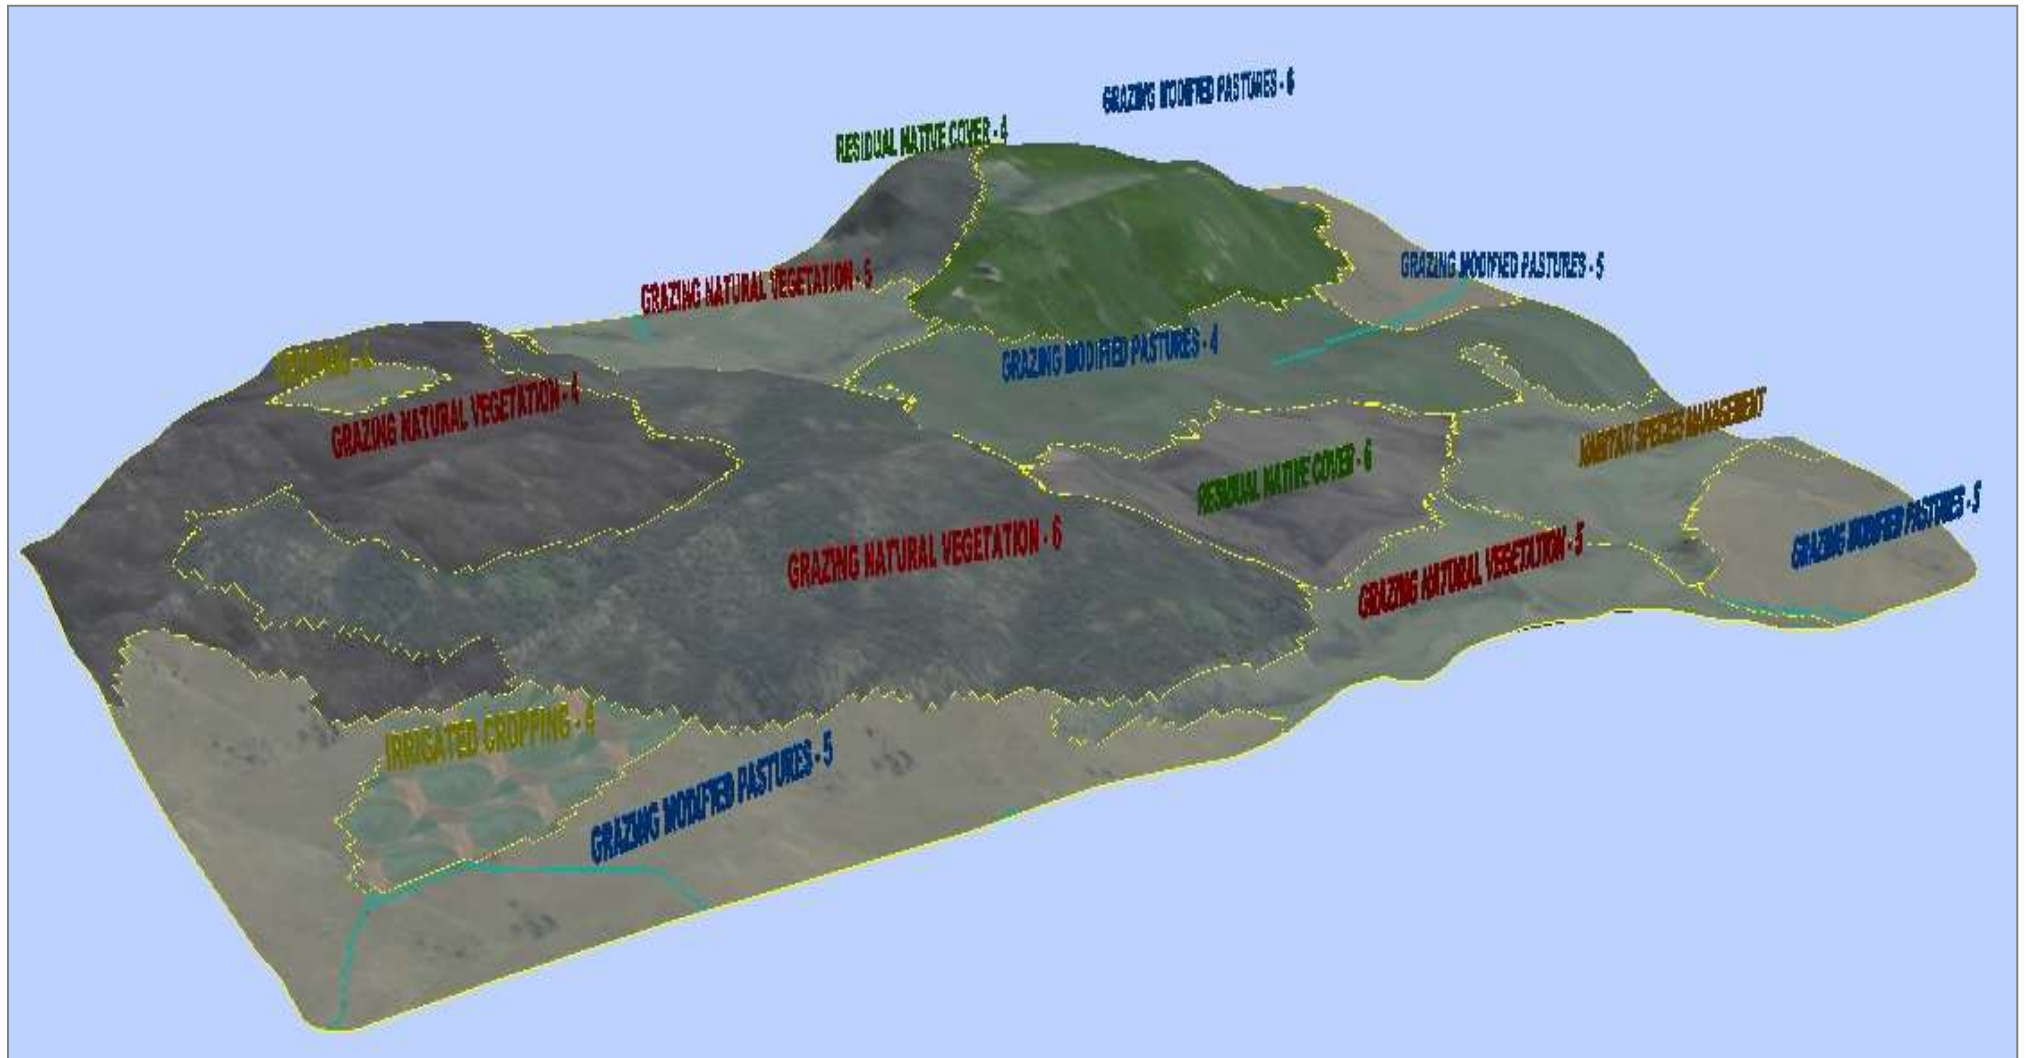 GRAZING MODIFIED PASTURES - 6
RESIDUAL NATIVE COVER - 4
GRAZING MODIFIED PASTURES - 5
GRAZING NATURAL VEGETATION - 5
GRAZING MODIFIED PASTURES - 4
- 4
GRAZING NATURAL VEGETATION - 4
HABITAT/SPECIES MANAGEMENT
RESIDUAL NATIVE COVER - 6
GRAZING MODIFIED PASTURES - 5
GRAZING NATURAL VEGETATION - 6
GRAZING NATURAL VEGETATION - 5
IRRIGATED CROPPING - 4
GRAZING MODIFIED PASTURES - 5